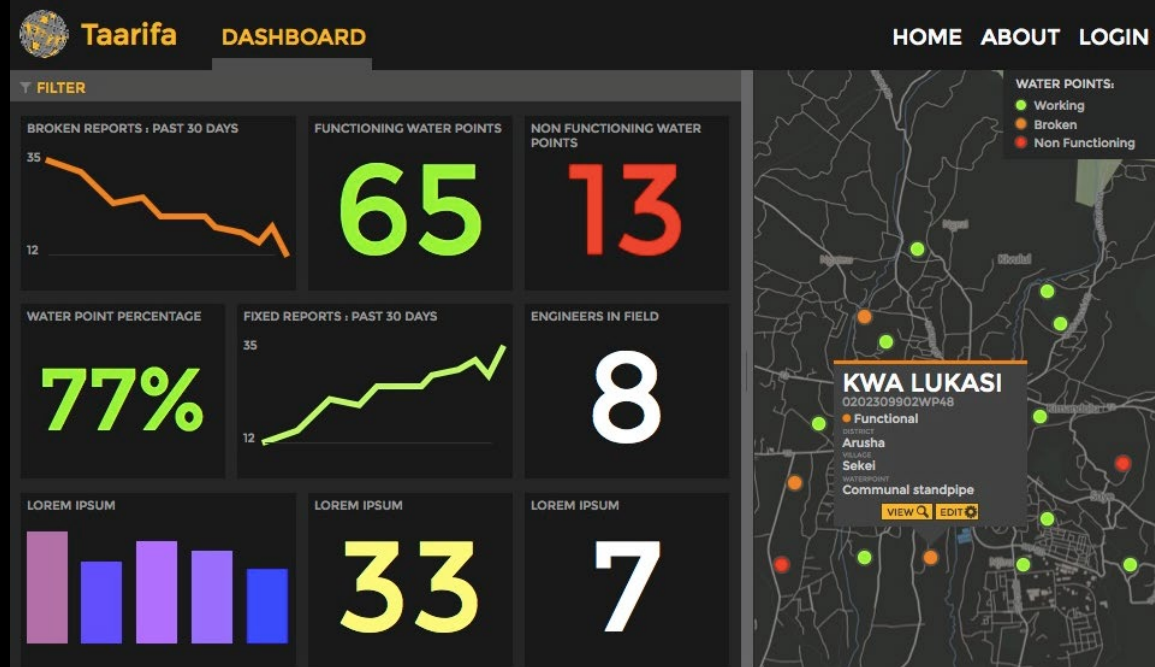 Taarifa
DASHBOARD
HOME ABOUT LOGIN
FILTER
BROKEN REPORTS : PAST 30 DAYS
35
12
FUNCTIONING WATER POINTS
65
NON FUNCTIONING WATER
POINTS
13
WATER POINT PERCENTAGE
77%
FIXED REPORTS : PAST 30 DAYS
35
12
ENGINEERS IN FIELD
8
LOREM IPSUM
LOREM IPSUM
33
LOREM IPSUM
7
WATER POINTS:
Working
Broken
Non Functioning
Kivulul
KWA LUKASI
0202309902WP48
Functional
DISTRICT
Arusha
VILLAGE
Sekei
WATERPOINT
Communal standpipe
VIEW EDIT